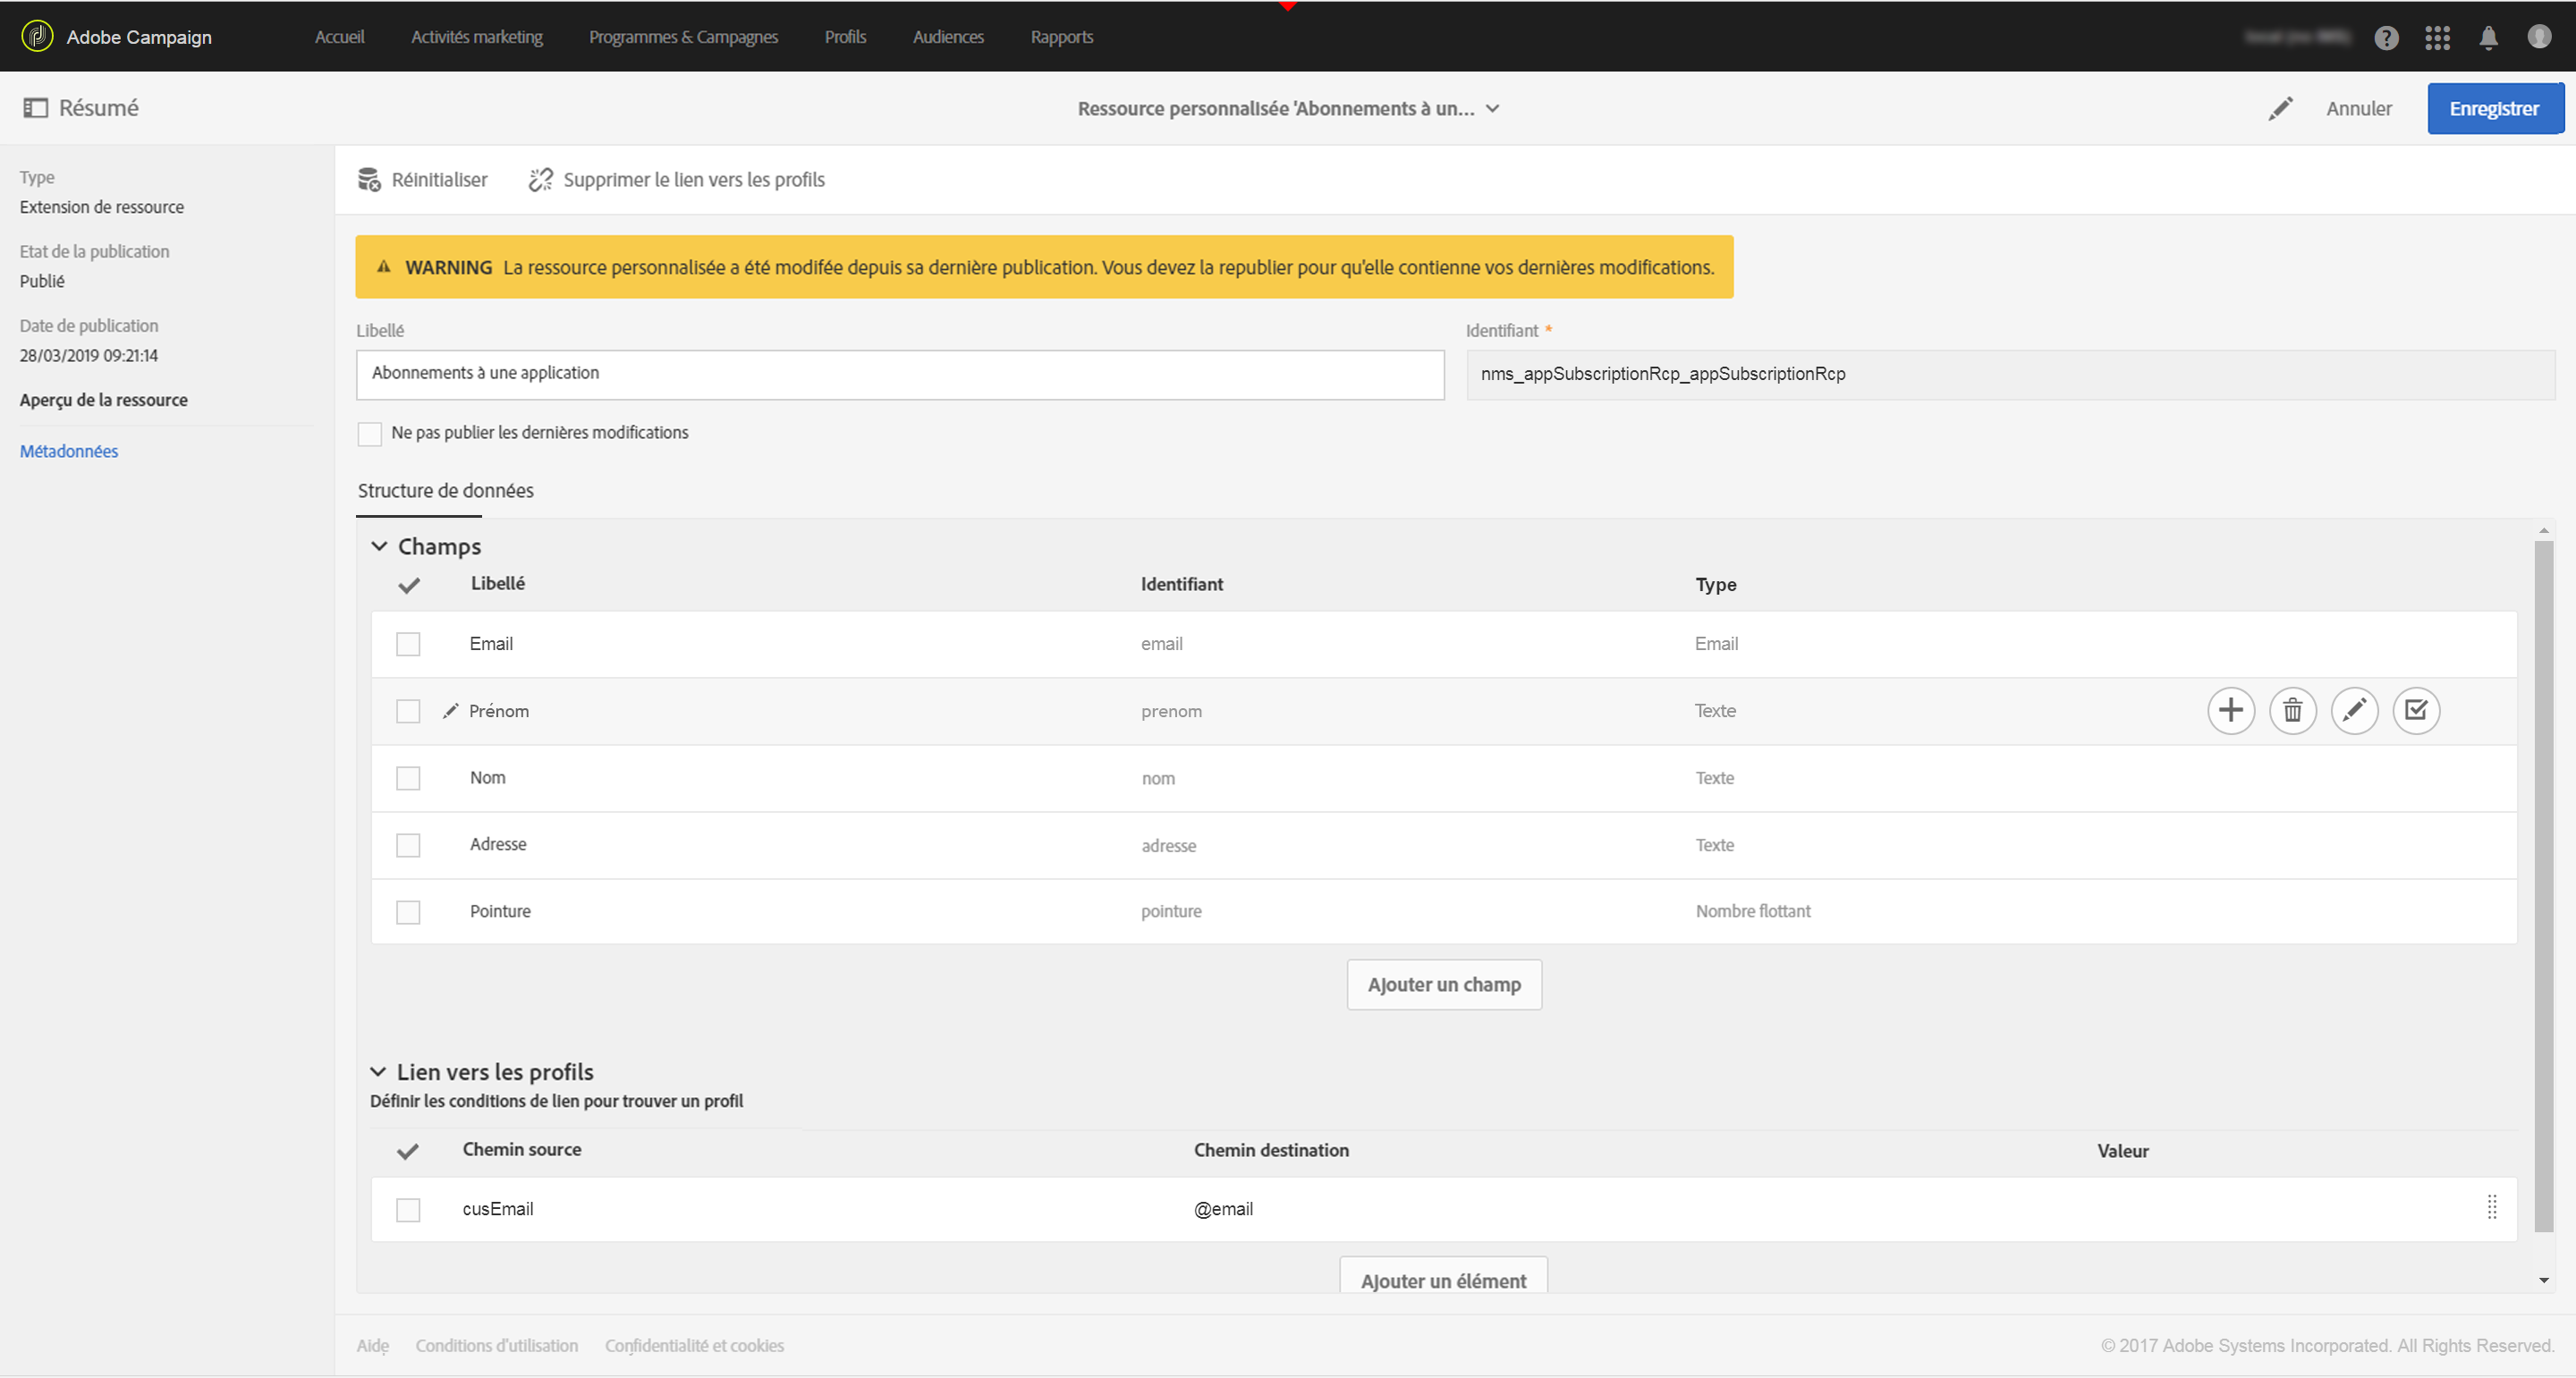 Adobe Campaign
Accueil
Activités marketing
Programmes & Campagnes
Profils
Audiences
Rapports
Résumé
Ressource personnalisée 'Abonnements à un...
Annuler
Enregistrer
Type
Extension de ressource
Etat de la publication
Publié
Date de publication
28/03/2019 09:21:14
Aperçu de la ressource
Métadonnées
Réinitialiser
Supprimer le lien vers les profils
WARNING La ressource personnalisée a été modifée depuis sa dernière publication. Vous devez la republier pour qu'elle contienne vos dernières modifications.
Libellé
Identifiant *
Abonnements à une application
nms_appSubscriptionRcp_appSubscriptionRcp
Ne pas publier les dernières modifications
Structure de données
Champs
Libellé Identifiant Type
Email email Email
Prénom prenom Texte
Nom nom Texte
Adresse adresse Texte
Pointure pointure Nombre flottant
Ajouter un champ
Lien vers les profils
Définir les conditions de lien pour trouver un profil
Chemin source Chemin destination Valeur
cusEmail @email
Ajouter un élément
Aide Conditions d'utilisation Confidentialité et cookies
© 2017 Adobe Systems Incorporated. All Rights Reserved.